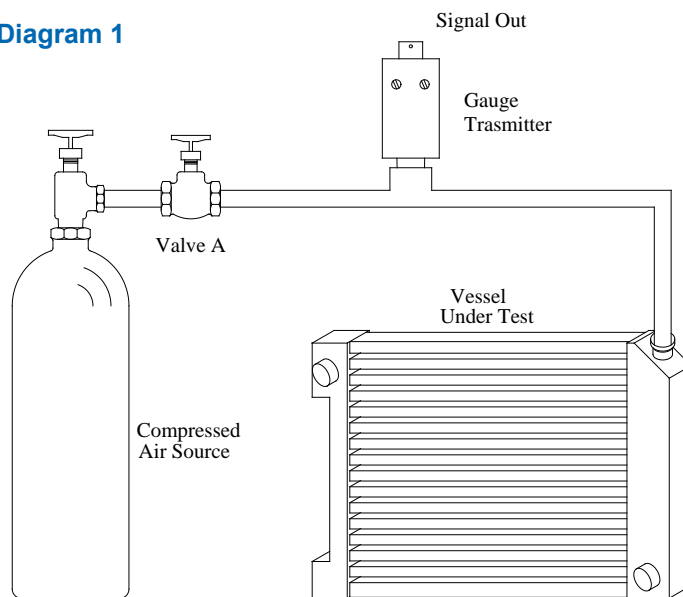 Diagram 1
Signal Out
Gauge
Trasmitter
Valve A
Vessel
Under Test
Compressed
Air Source